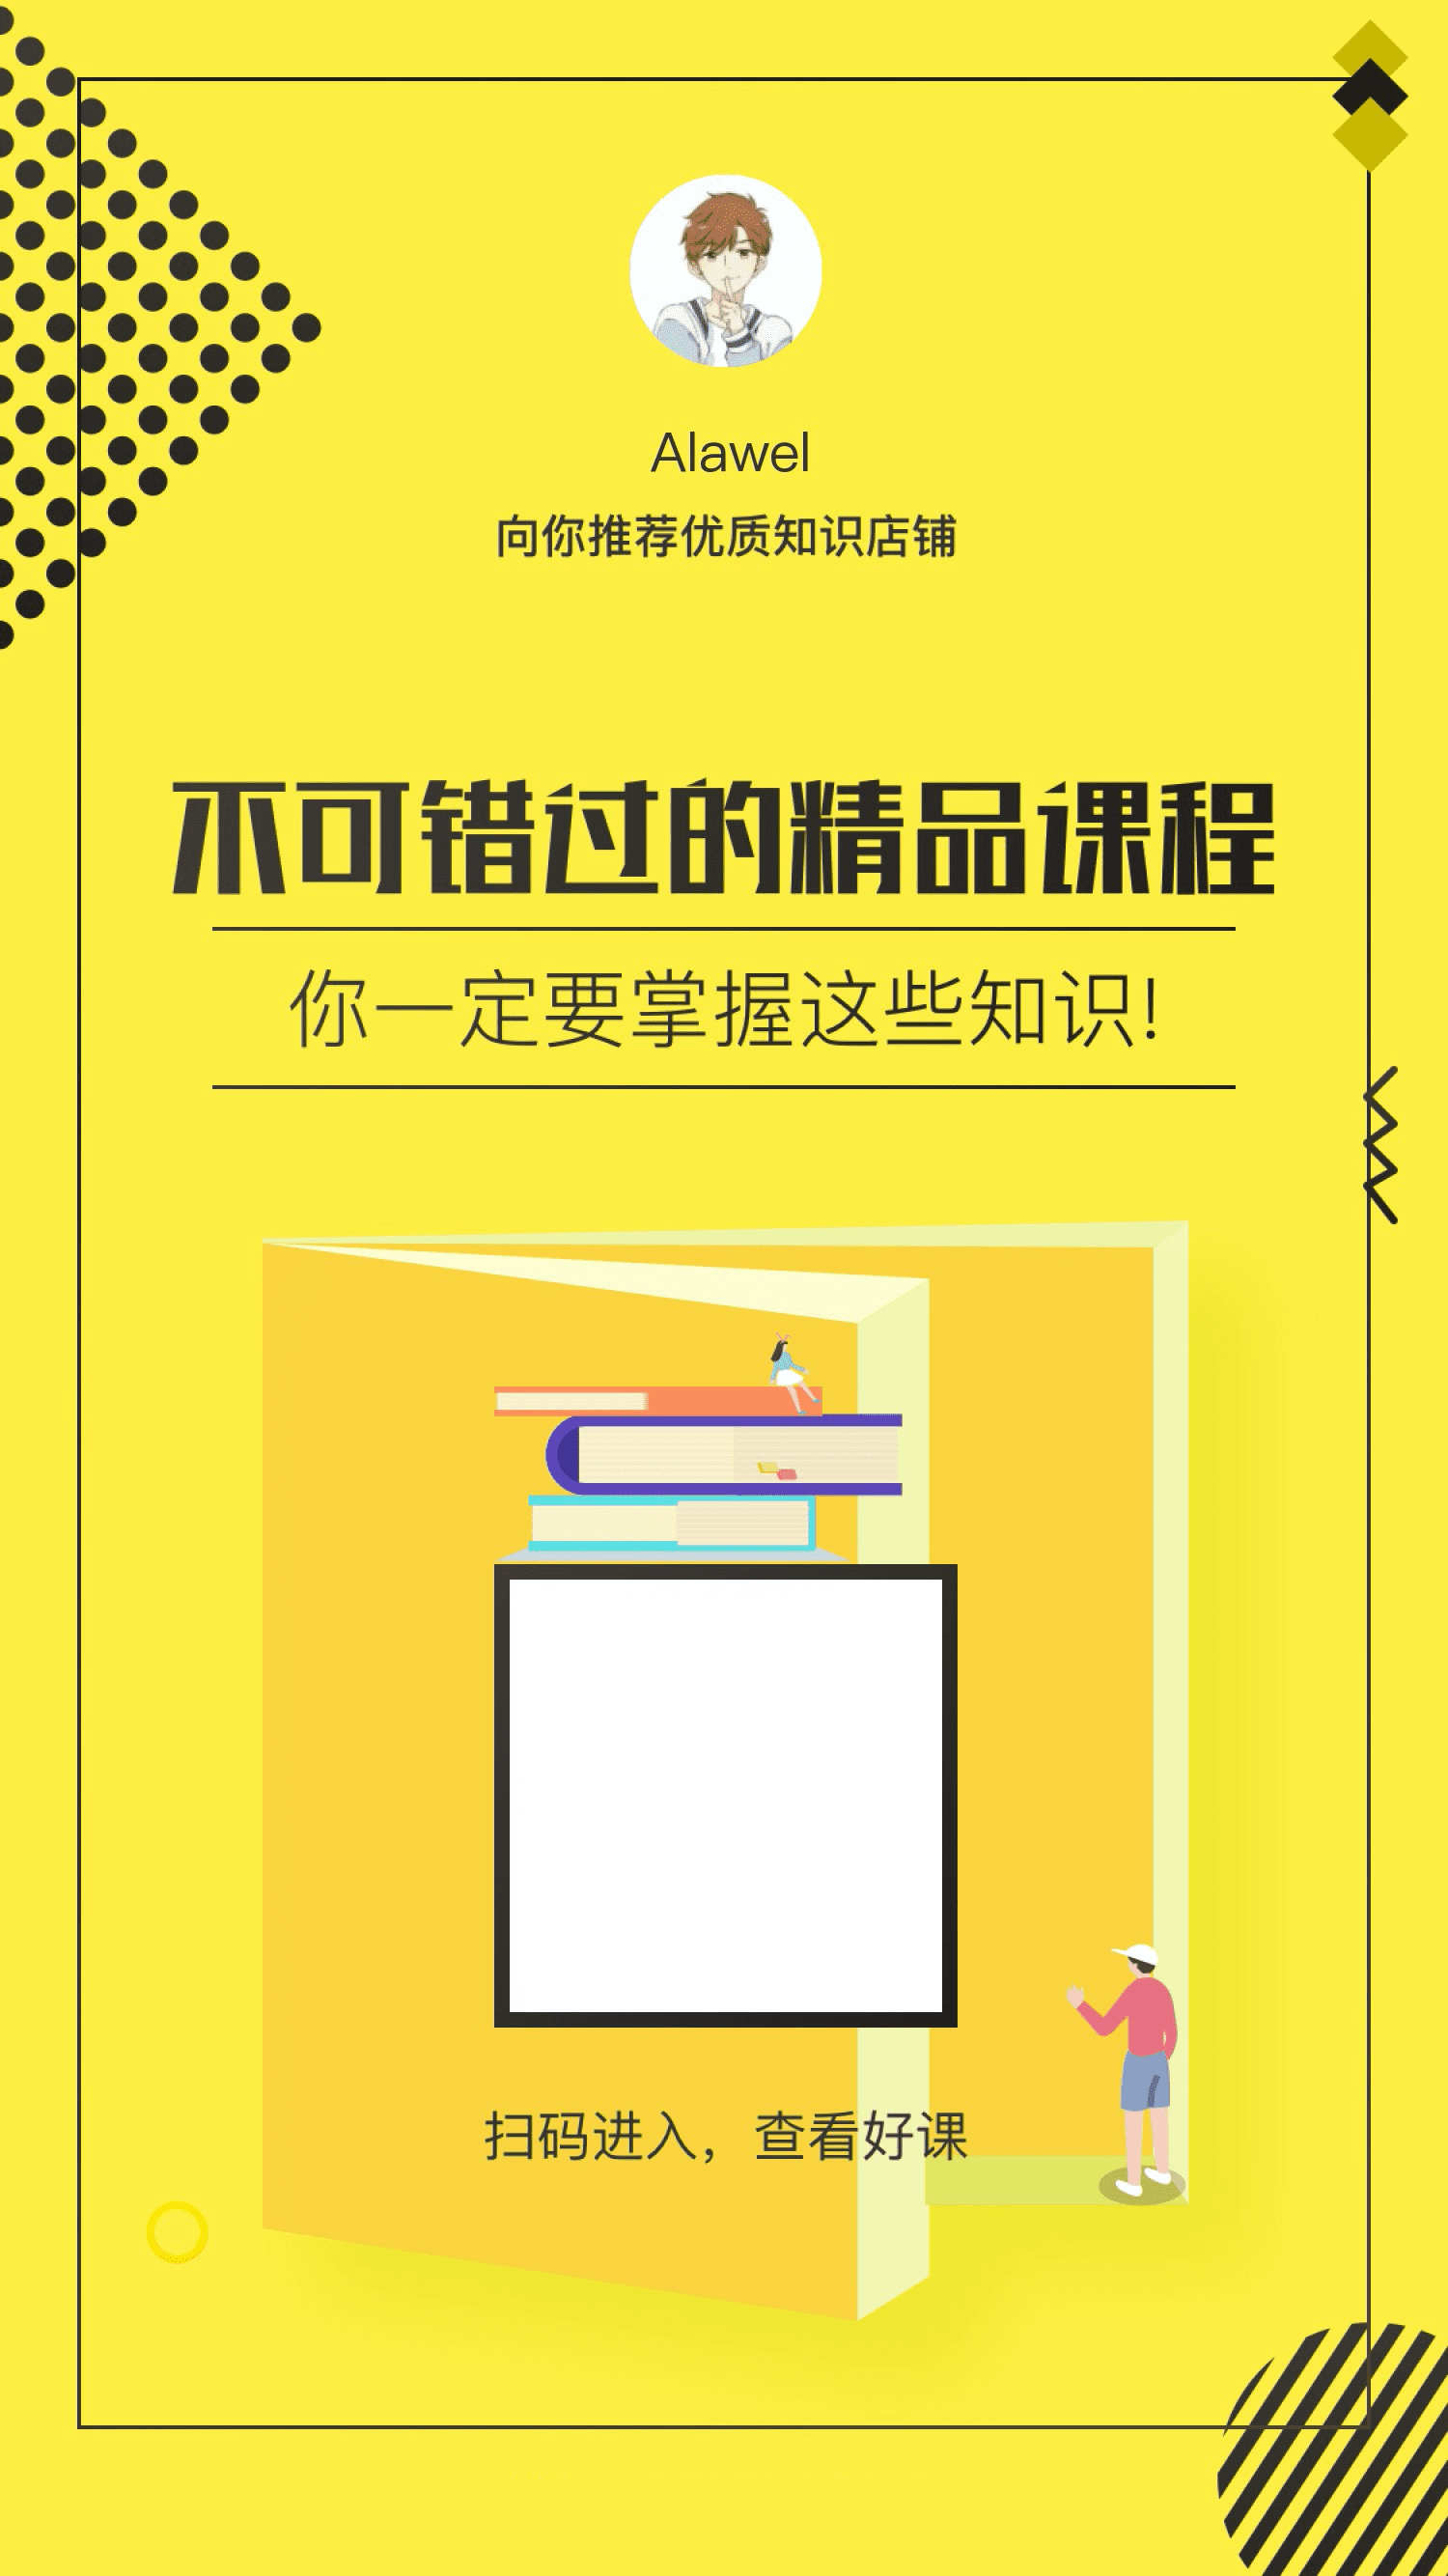 Alawel
向你推荐优质知识店铺
不可错过的精品课程
你一定要掌握这些知识!
扫码进入，查看好课